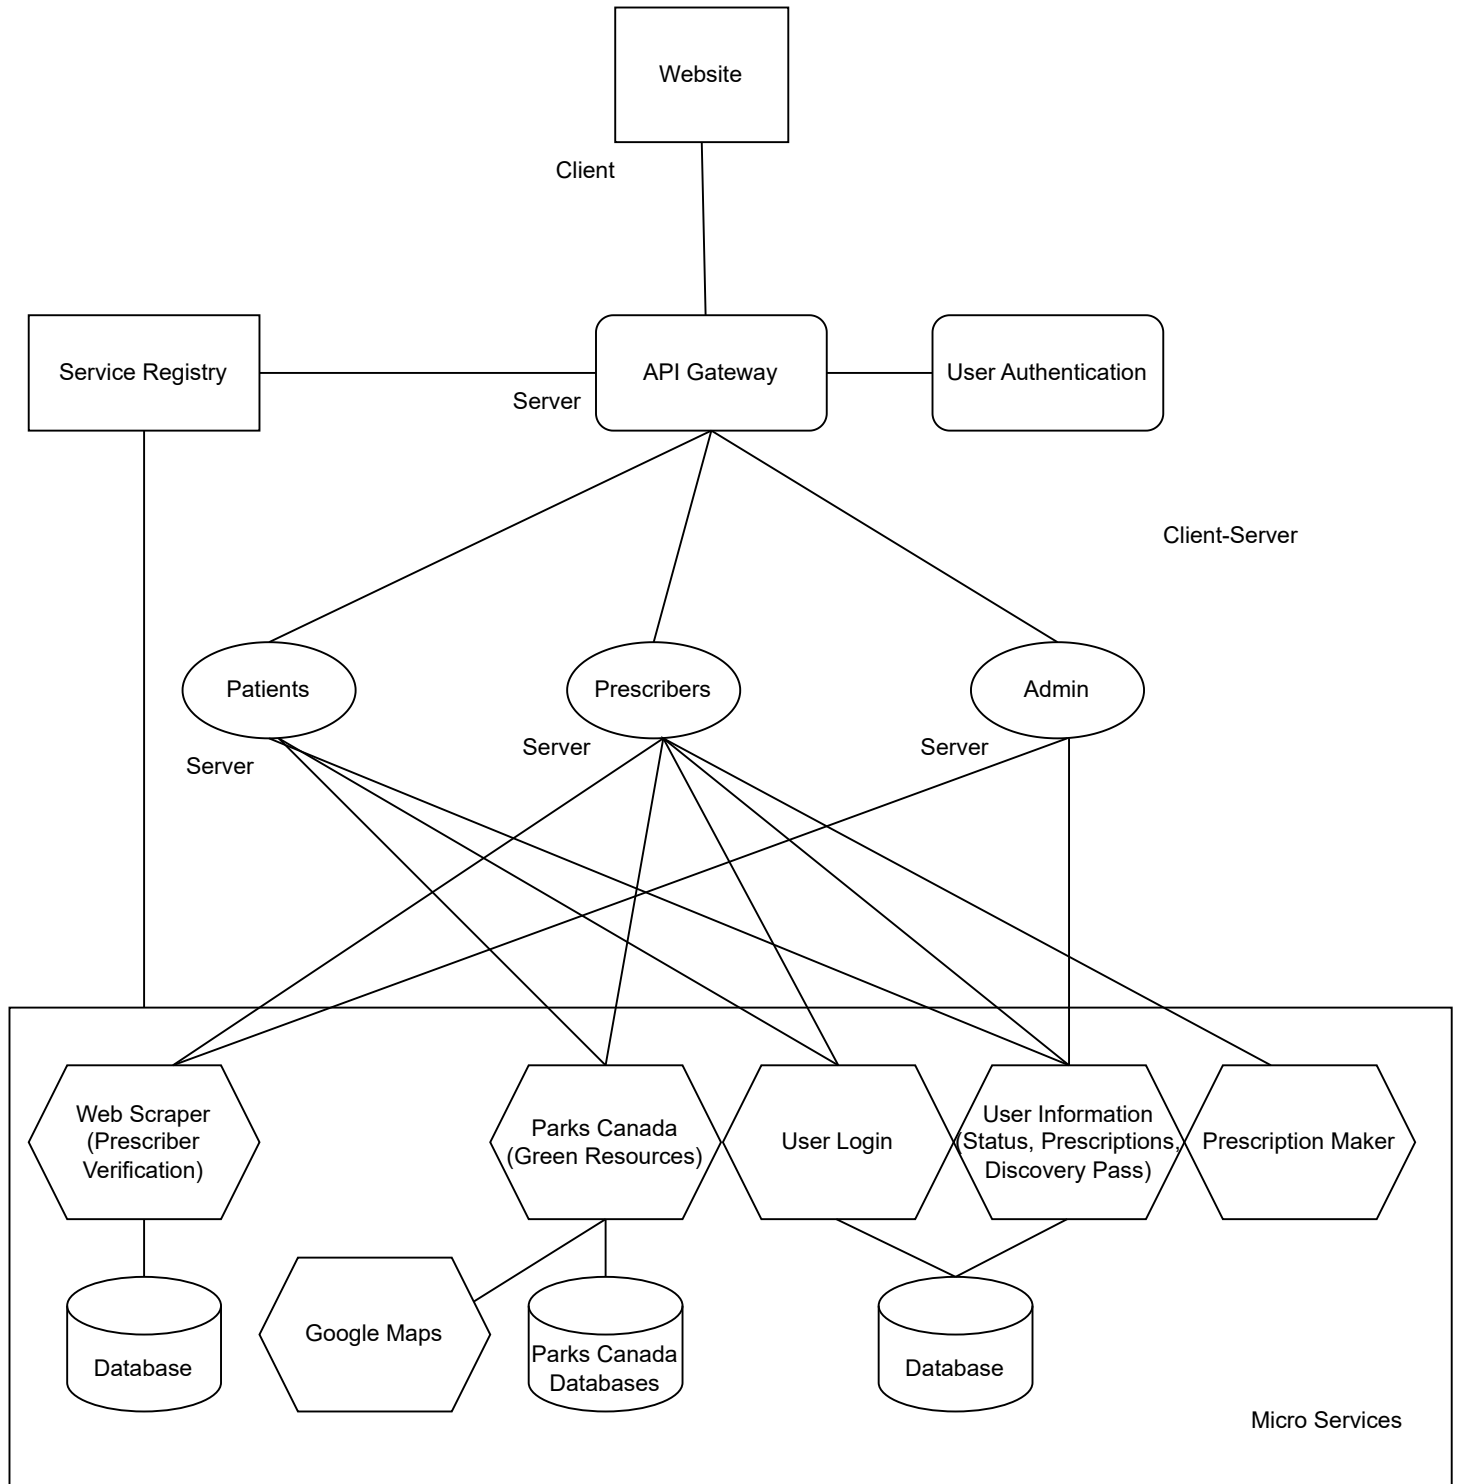 Website
Client
Service Registry
API Gateway
User Authentication
Server
Client-Server
Patients
Prescribers
Admin
Server
Server
Server
Web Scraper
(Prescriber
Verification)
Parks Canada
(Green Resources)
User Login
User Information
(Status, Prescriptions,
Discovery Pass)
Prescription Maker
Google Maps
Database
Parks Canada
Databases
Database
Micro Services